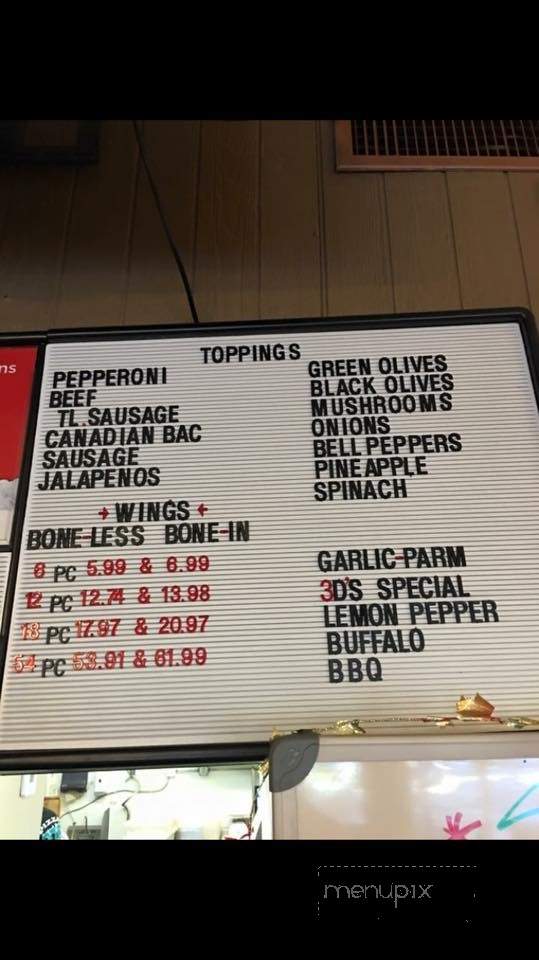 ns
TOPPINGS
PEPPERONI
BEEF
TL.SAUSAGE
CANADIAN BAC
SAUSAGE
JALAPENOS
GREEN OLIVES
BLACK OLIVES
MUSHROOMS
ONIONS
BELL PEPPERS
PINEAPPLE
SPINACH
WINGS
BONE-LESS BONE-IN
6 PC 5.99 & 6.99
12 PC 12.74 & 13.98
18 PC 17.97 & 20.97
54 PC 53.91 & 61.99
GARLIC-PARM
3D'S SPECIAL
LEMON PEPPER
BUFFALO
BBQ
menupix